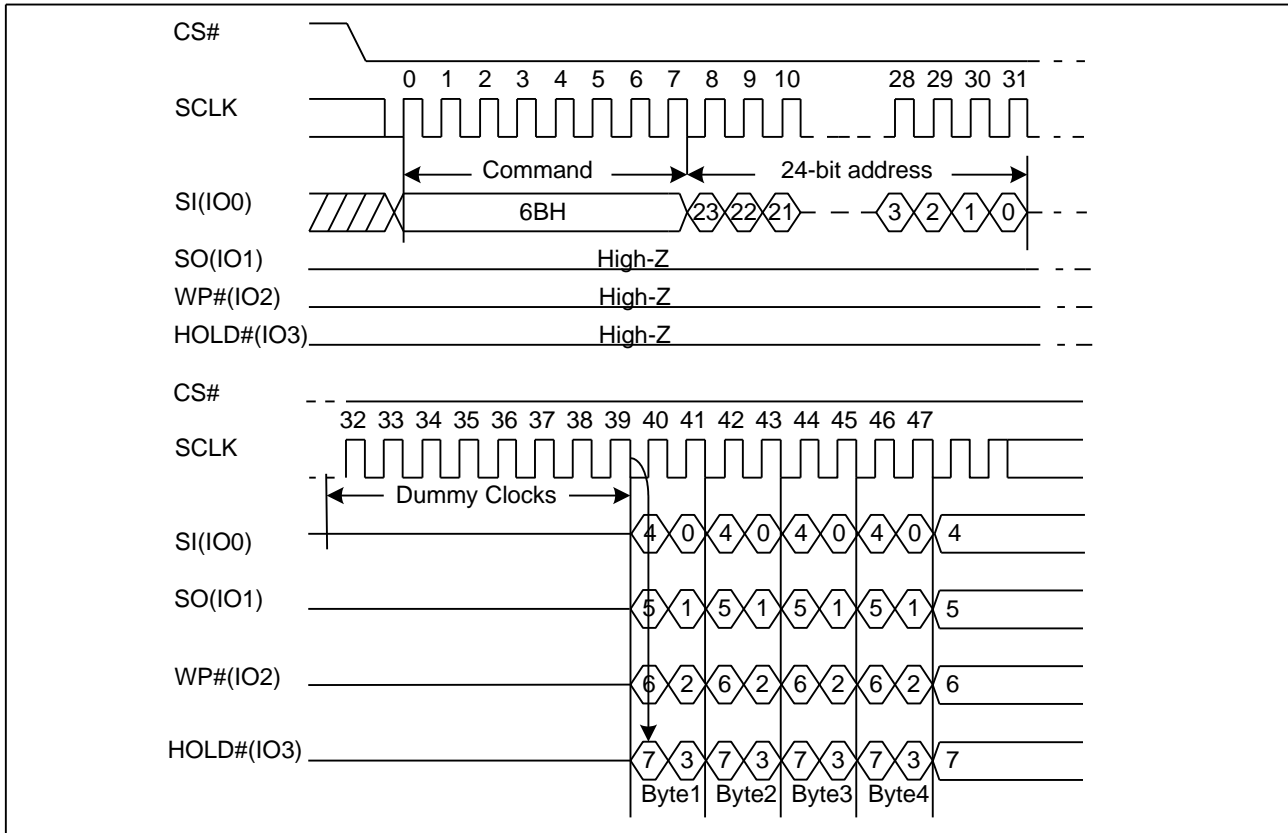 CS#
0 1 2 3 4 5 6 7 8 9 10 28 29 30 31
SCLK
Command 24-bit address
SI(IO0) 6BH 23 22 21 3 2 1 0
SO(IO1) High-Z
WP#(IO2) High-Z
HOLD#(IO3) High-Z
CS#
32 33 34 35 36 37 38 39 40 41 42 43 44 45 46 47
SCLK
Dummy Clocks
SI(IO0) 4 0 4 0 4 0 4 0 4
SO(IO1) 5 1 5 1 5 1 5 1 5
WP#(IO2) 6 2 6 2 6 2 6 2 6
HOLD#(IO3) 7 3 7 3 7 3 7 3 7
Byte1 Byte2 Byte3 Byte4